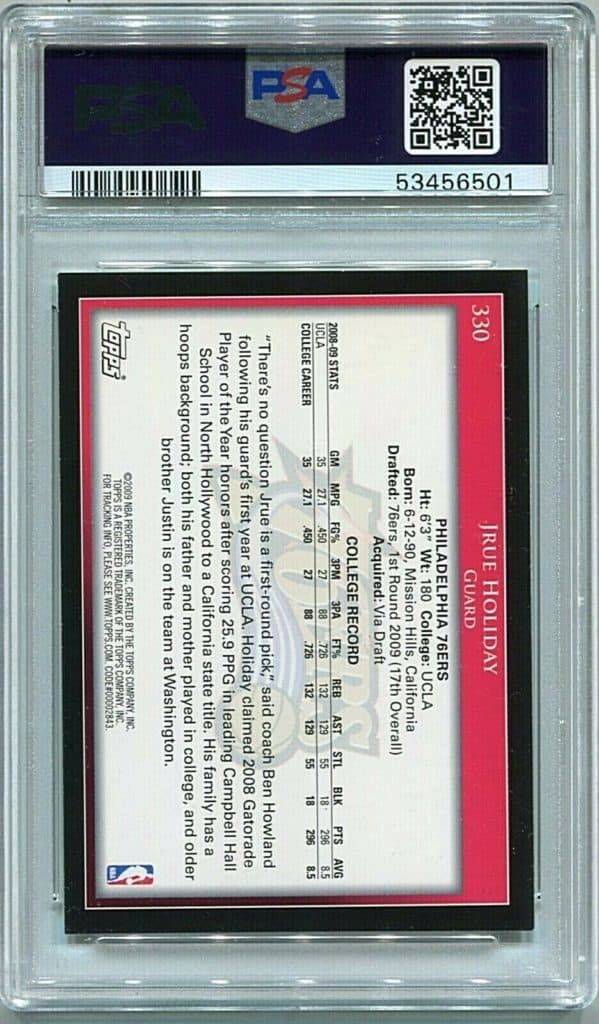 PSA
PSA
53456501
330
JRUE HOLIDAY
GUARD
PHILADELPHIA 76ERS
Ht: 6'3" Wt: 180 College: UCLA
Born: 6-12-90, Mission Hills, California
Drafted: 76ers, 1st Round 2009 (17th Overall)
Acquired: Via Draft
COLLEGE RECORD
2008-09 STATS GM MPG FG% 3PM 3PA FT% REB AST STL BLK PTS AVG
UCLA 35 27.1 .450 27 88 .726 132 129 55 18 296 8.5
COLLEGE CAREER 35 27.1 .450 27 88 .726 132 129 55 18 296 8.5
"There's no question Jrue is a first-round pick," said coach Ben Howland
following his guard's first year at UCLA. Holiday claimed 2008 Gatorade
Player of the Year honors after scoring 25.9 PPG in leading Campbell Hall
School in North Hollywood to a California state title. His family has a
hoops background; both his father and mother played in college, and older
brother Justin is on the team at Washington.
topps
©2009 NBA PROPERTIES, INC. CREATED BY THE TOPPS COMPANY, INC.
TOPPS IS A REGISTERED TRADEMARK OF THE TOPPS COMPANY, INC.
FOR TRACKING INFO, PLEASE SEE WWW.TOPPS.COM. CODE#00002843.
NBA